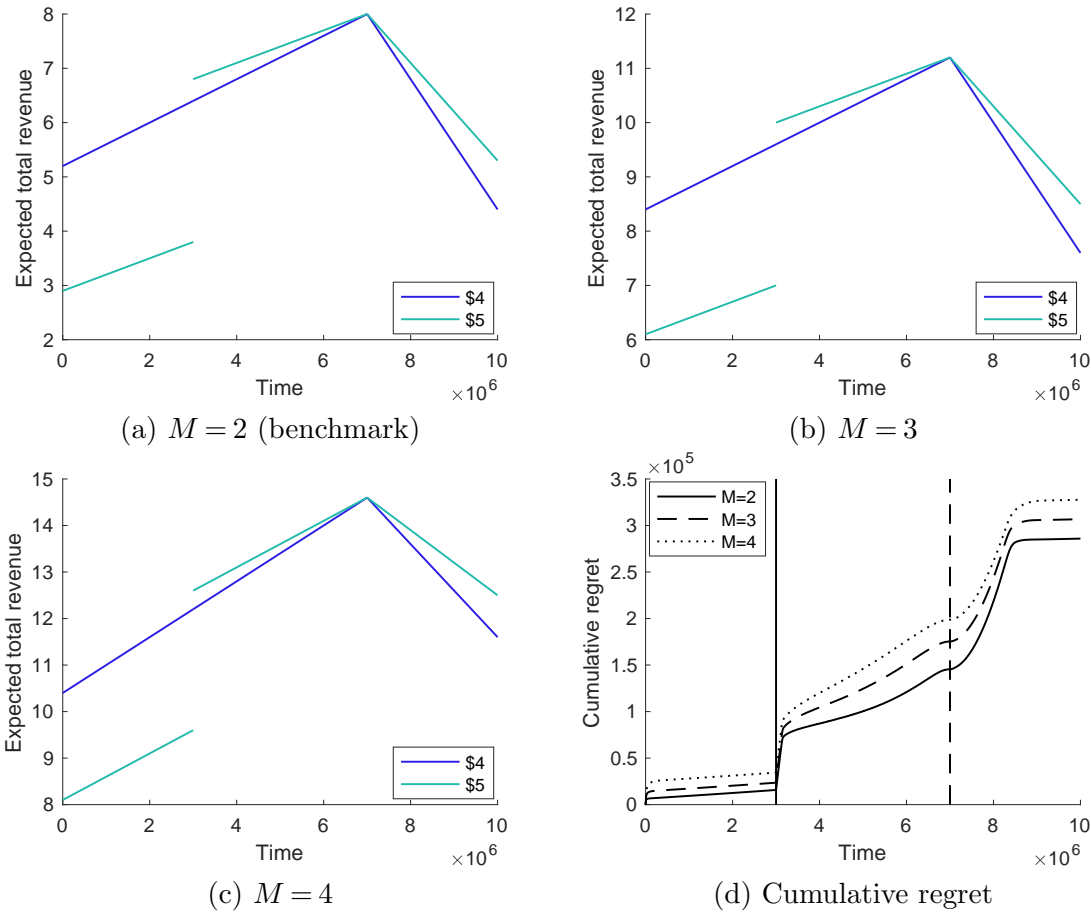 Expected total revenue
8
7
6
5
4
3
2
0 2 4 6 8 10
Time
×10^6
$4
$5
(a) M = 2 (benchmark)
Expected total revenue
12
11
10
9
8
7
6
0 2 4 6 8 10
Time
×10^6
$4
$5
(b) M = 3
Expected total revenue
15
14
13
12
11
10
9
8
0 2 4 6 8 10
Time
×10^6
$4
$5
(c) M = 4
×10^5
Cumulative regret
3.5
3
2.5
2
1.5
1
0.5
0
M=2
M=3
M=4
0 2 4 6 8 10
Time
×10^6
(d) Cumulative regret